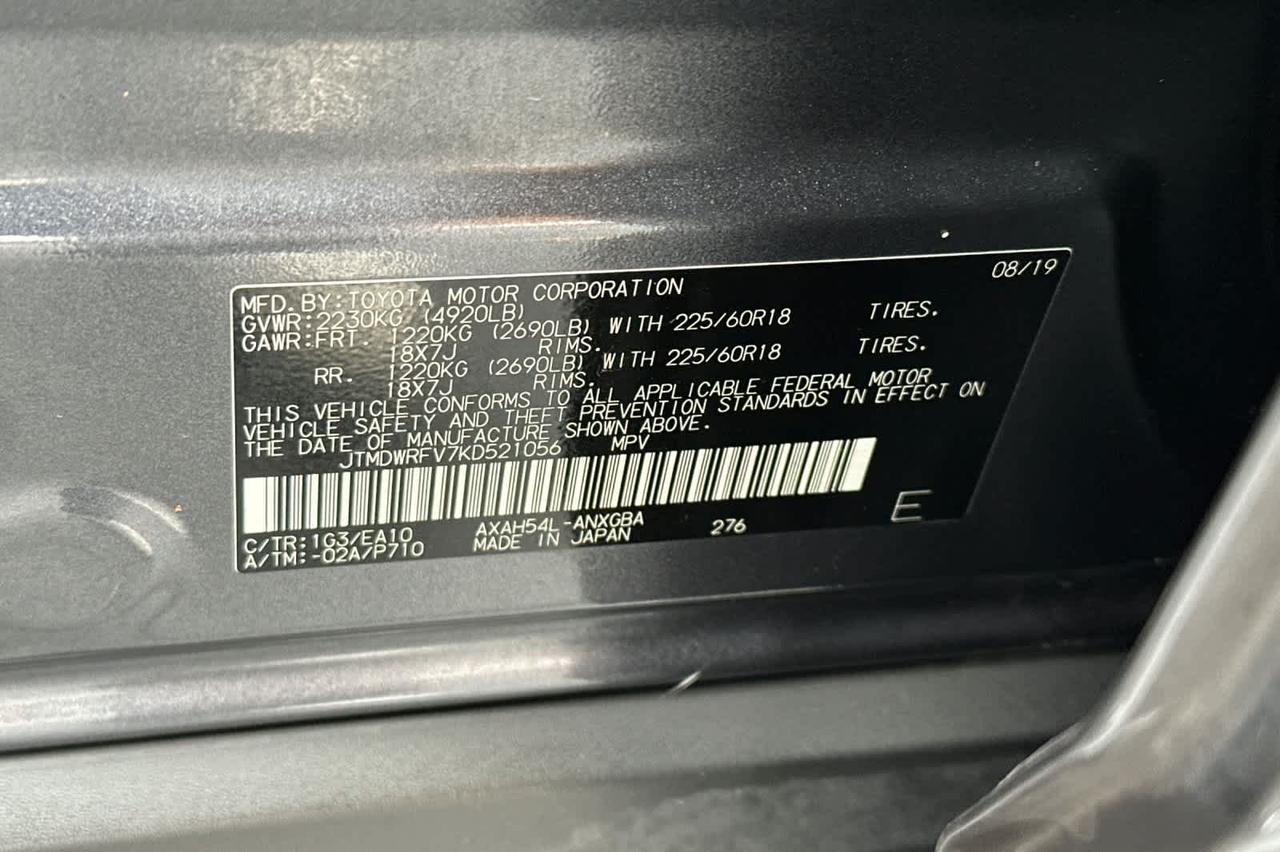 08/19
MFD. BY:TOYOTA MOTOR CORPORATION
GVWR:2230KG (4920LB)
GAWR:FRT. 1220KG (2690LB) WITH 225/60R18 TIRES.
18X7J RIMS.
RR. 1220KG (2690LB) WITH 225/60R18 TIRES.
18X7J RIMS.
THIS VEHICLE CONFORMS TO ALL APPLICABLE FEDERAL MOTOR
VEHICLE SAFETY AND THEFT PREVENTION STANDARDS IN EFFECT ON
THE DATE OF MANUFACTURE SHOWN ABOVE.
JTMDWRFV7KD521056 MPV
C/TR:1G3/EA10 AXAH54L-ANXGBA 276 E
A/TM:-02A/P710 MADE IN JAPAN